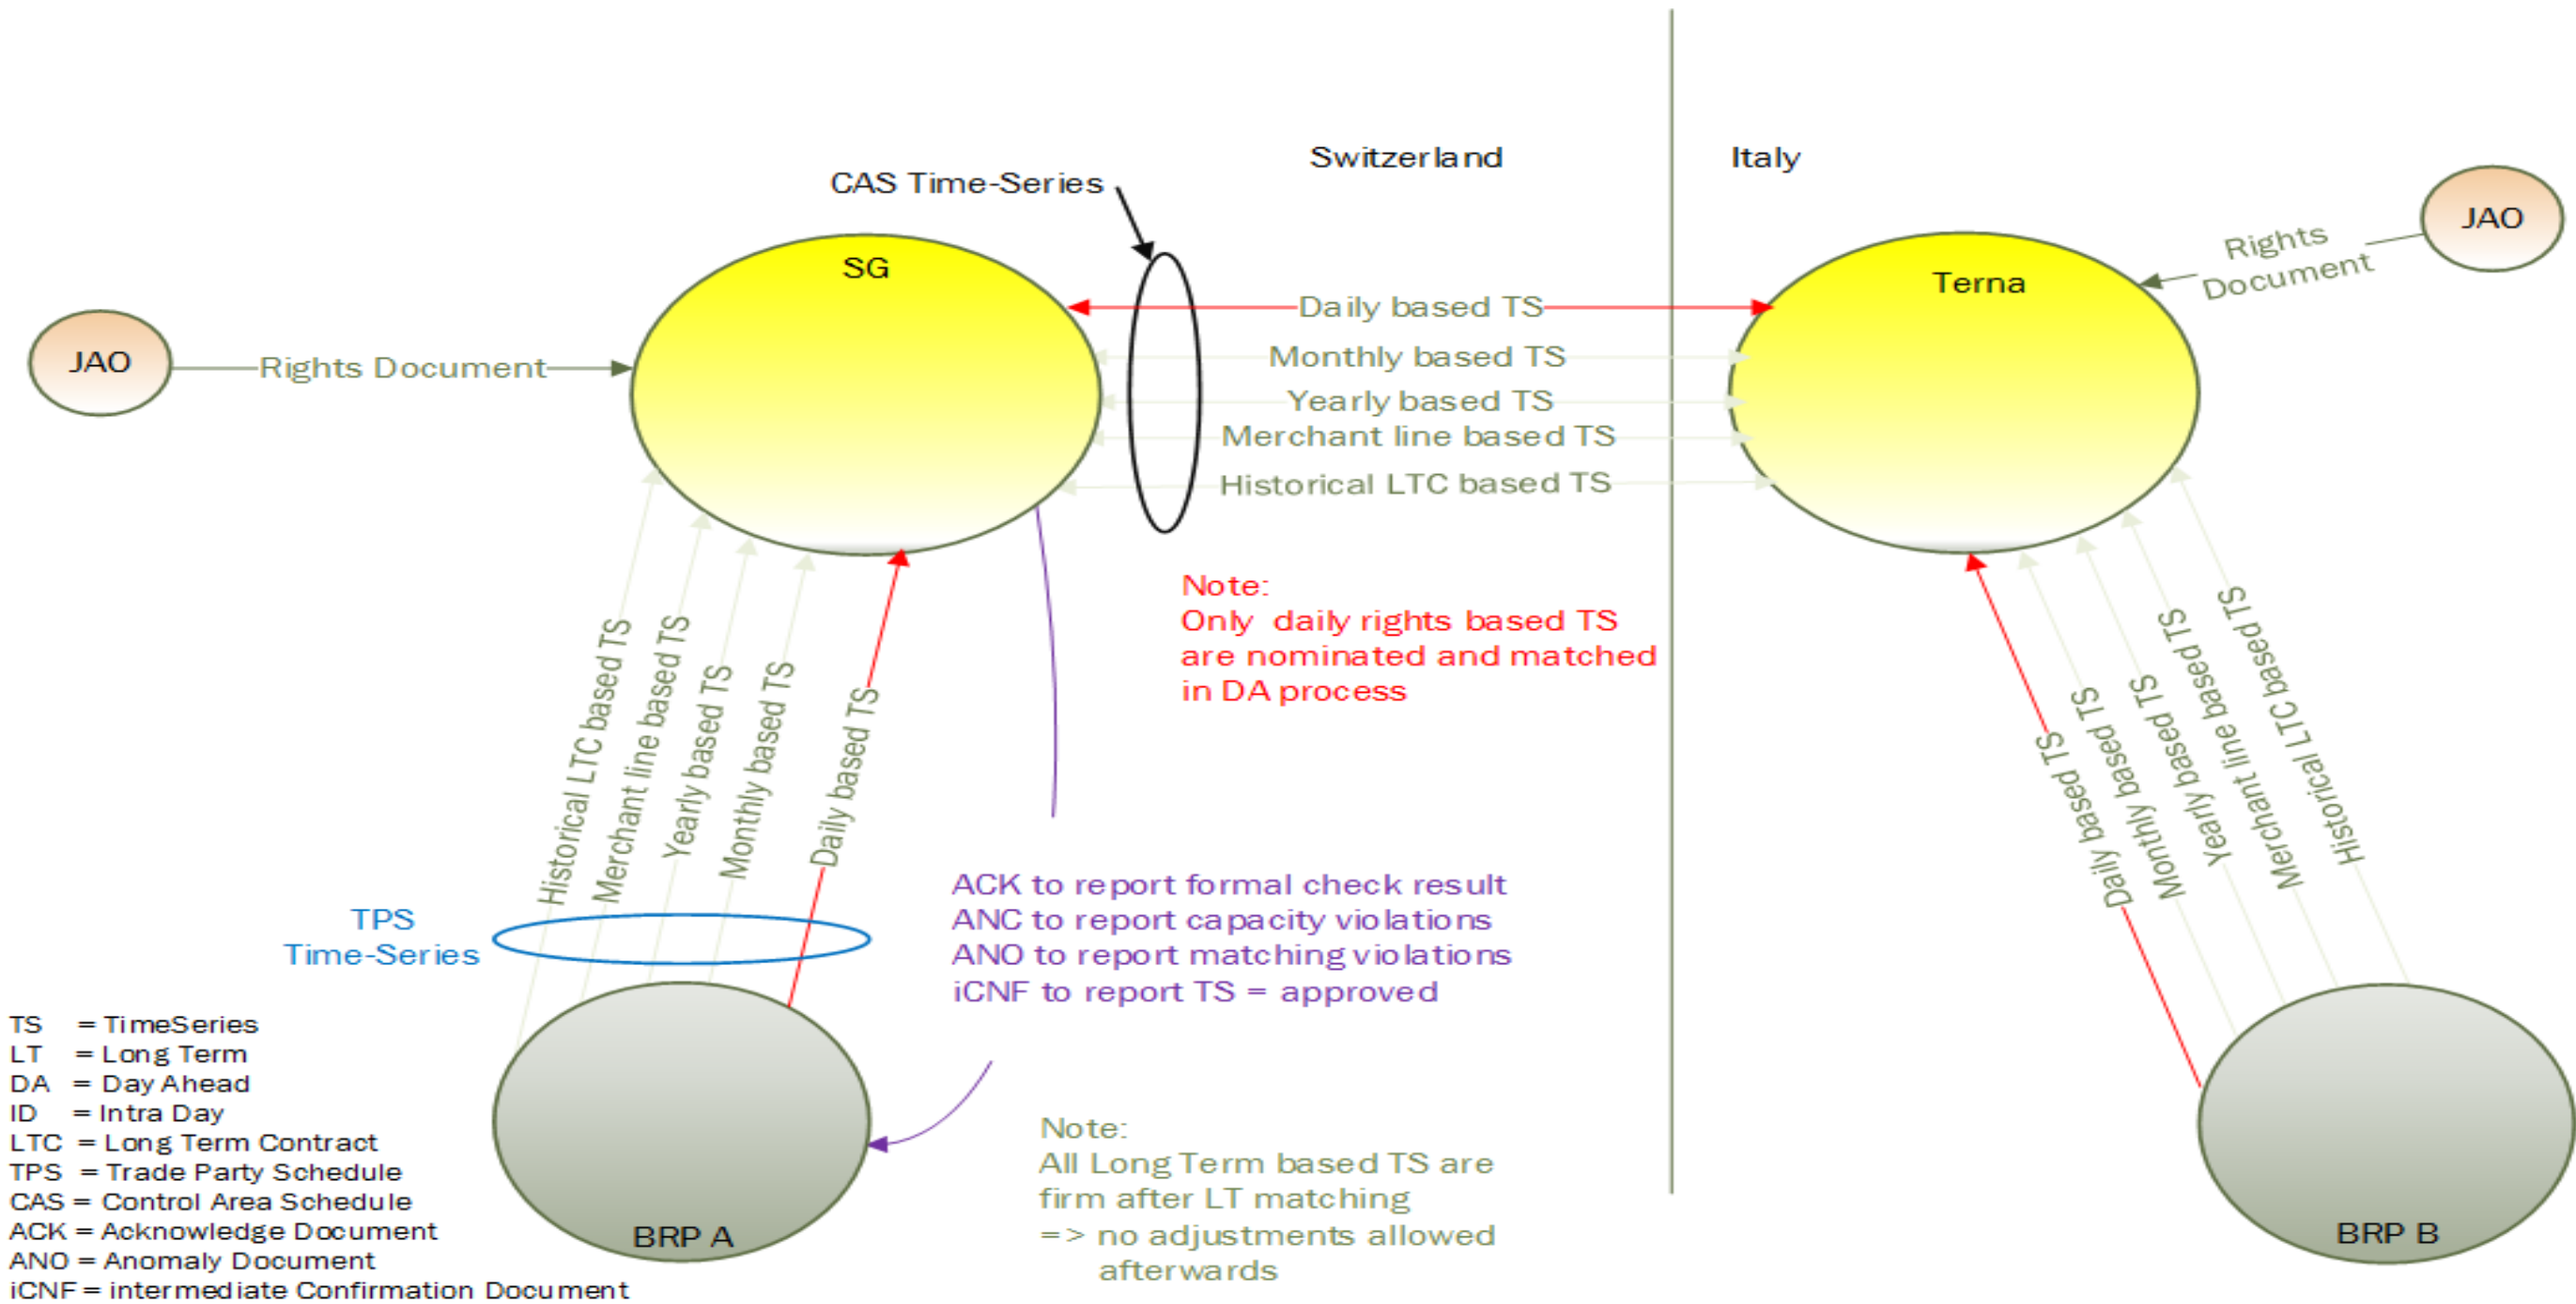 Switzerland
Italy
CAS Time-Series
JAO
SG
Terna
Rights
Document
Daily based TS
Monthly based TS
Yearly based TS
Merchant line based TS
Historical LTC based TS
JAO
Rights Document
Note:
Only daily rights based TS
are nominated and matched
in DA process
Historical LTC based TS
Merchant line based TS
Yearly based TS
Monthly based TS
Daily based TS
Daily based TS
Monthly based TS
Yearly based TS
Merchant line based TS
Historical LTC based TS
TPS
Time-Series
ACK to report formal check result
ANC to report capacity violations
ANO to report matching violations
iCNF to report TS = approved
TS = TimeSeries
LT = Long Term
DA = Day Ahead
ID = Intra Day
LTC = Long Term Contract
TPS = Trade Party Schedule
CAS = Control Area Schedule
ACK = Acknowledge Document
ANO = Anomaly Document
iCNF = intermediate Confirmation Document
BRP A
Note:
All Long Term based TS are
firm after LT matching
=> no adjustments allowed
afterwards
BRP B